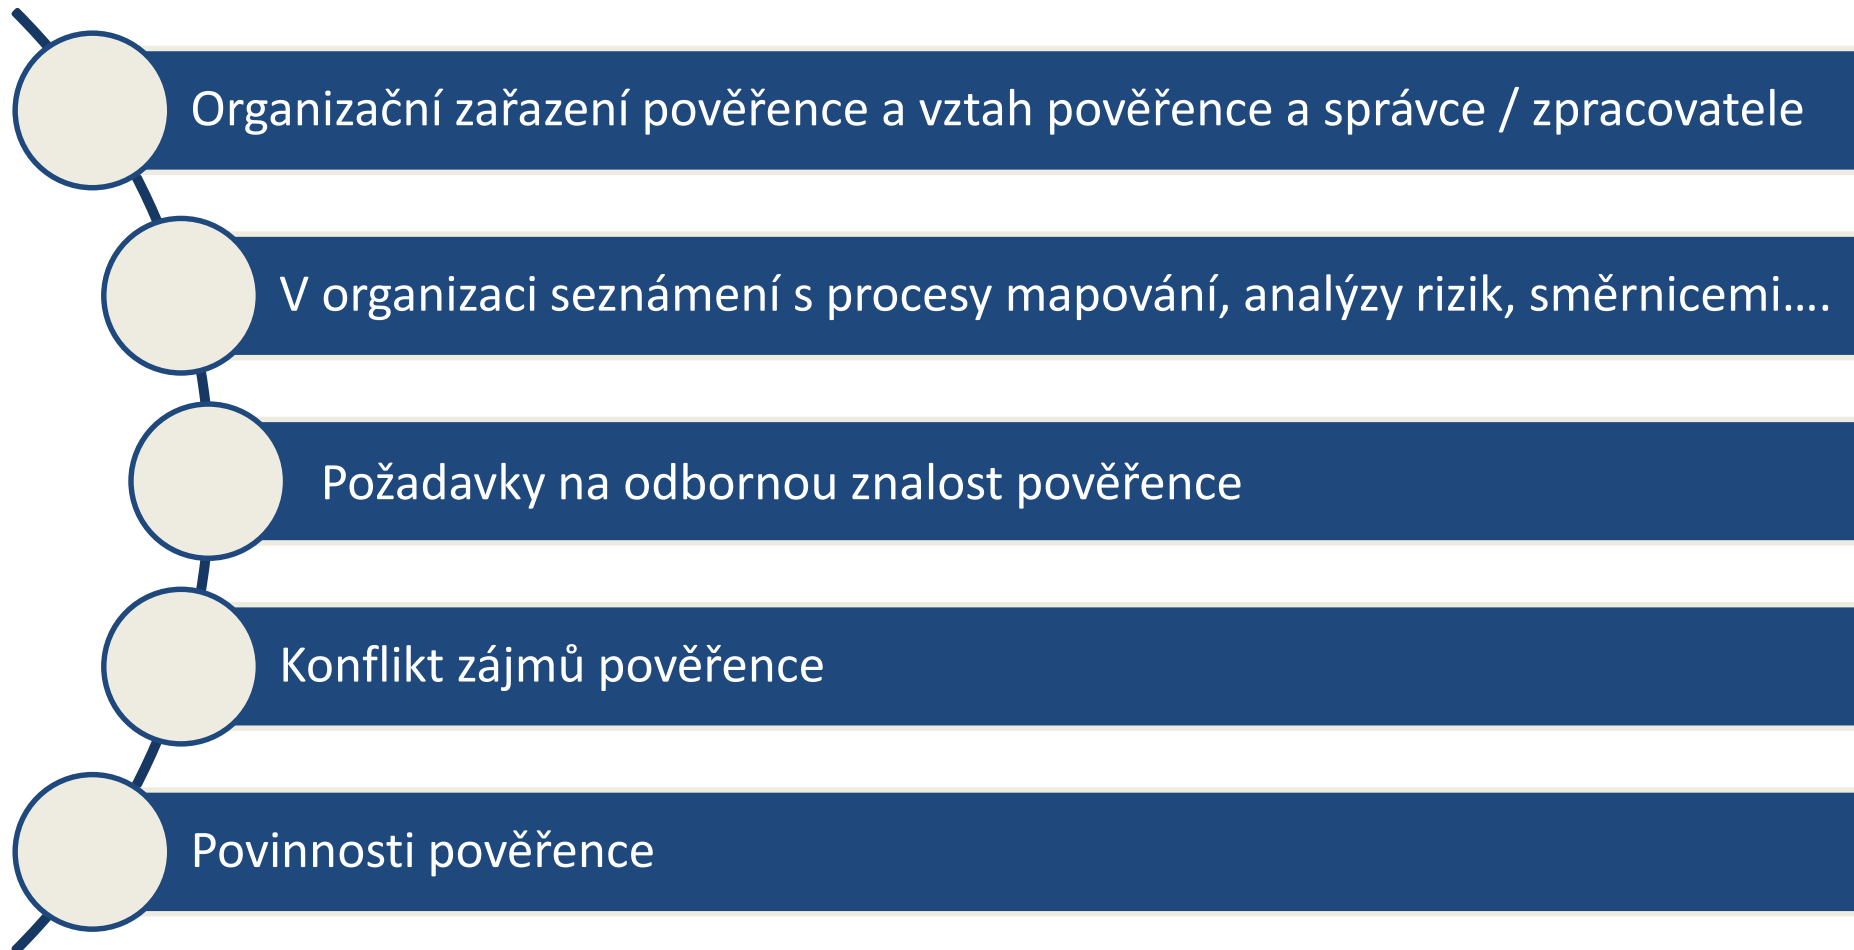 Organizační zařazení pověřence a vztah pověřence a správce / zpracovatele
V organizaci seznámení s procesy mapování, analýzy rizik, směrnicemi....
Požadavky na odbornou znalost pověřence
Konflikt zájmů pověřence
Povinnosti pověřence